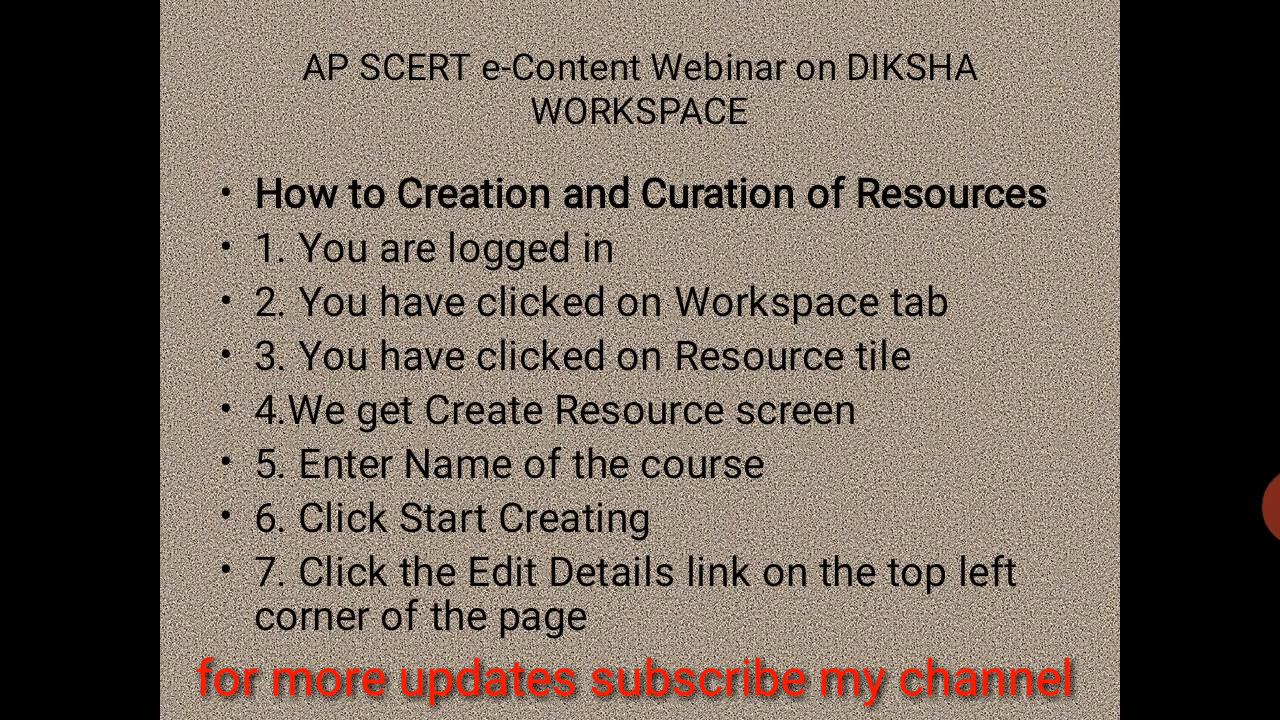 AP SCERT e-Content Webinar on DIKSHA
WORKSPACE
• How to Creation and Curation of Resources
• 1. You are logged in
• 2. You have clicked on Workspace tab
• 3. You have clicked on Resource tile
• 4.We get Create Resource screen
• 5. Enter Name of the course
• 6. Click Start Creating
• 7. Click the Edit Details link on the top left
corner of the page
for more updates subscribe my channel